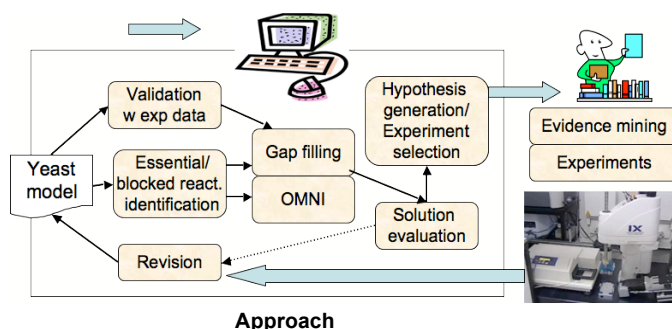 Validation
w exp data
Hypothesis
generation/
Experiment
selection
Evidence mining
Experiments
Yeast
model
Essential/
blocked react.
identification
Gap filling
OMNI
Solution
evaluation
Revision
IX
Approach